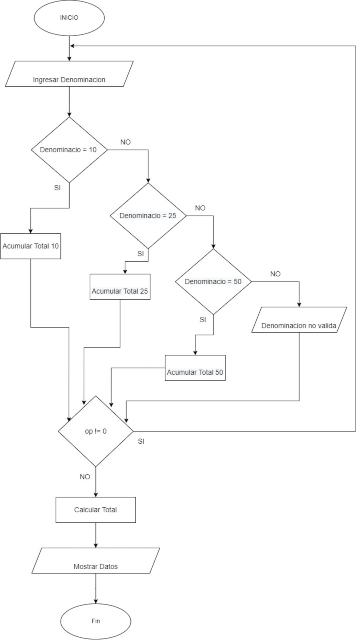 INICIO
Ingresar Denominacion
Denominacio = 10
NO
SI
Denominacio = 25
NO
Acumular Total 10
SI
Denominacio = 50
NO
Acumular Total 25
SI
Denominacion no valida
Acumular Total 50
op != 0
SI
NO
Calcular Total
Mostrar Datos
Fin